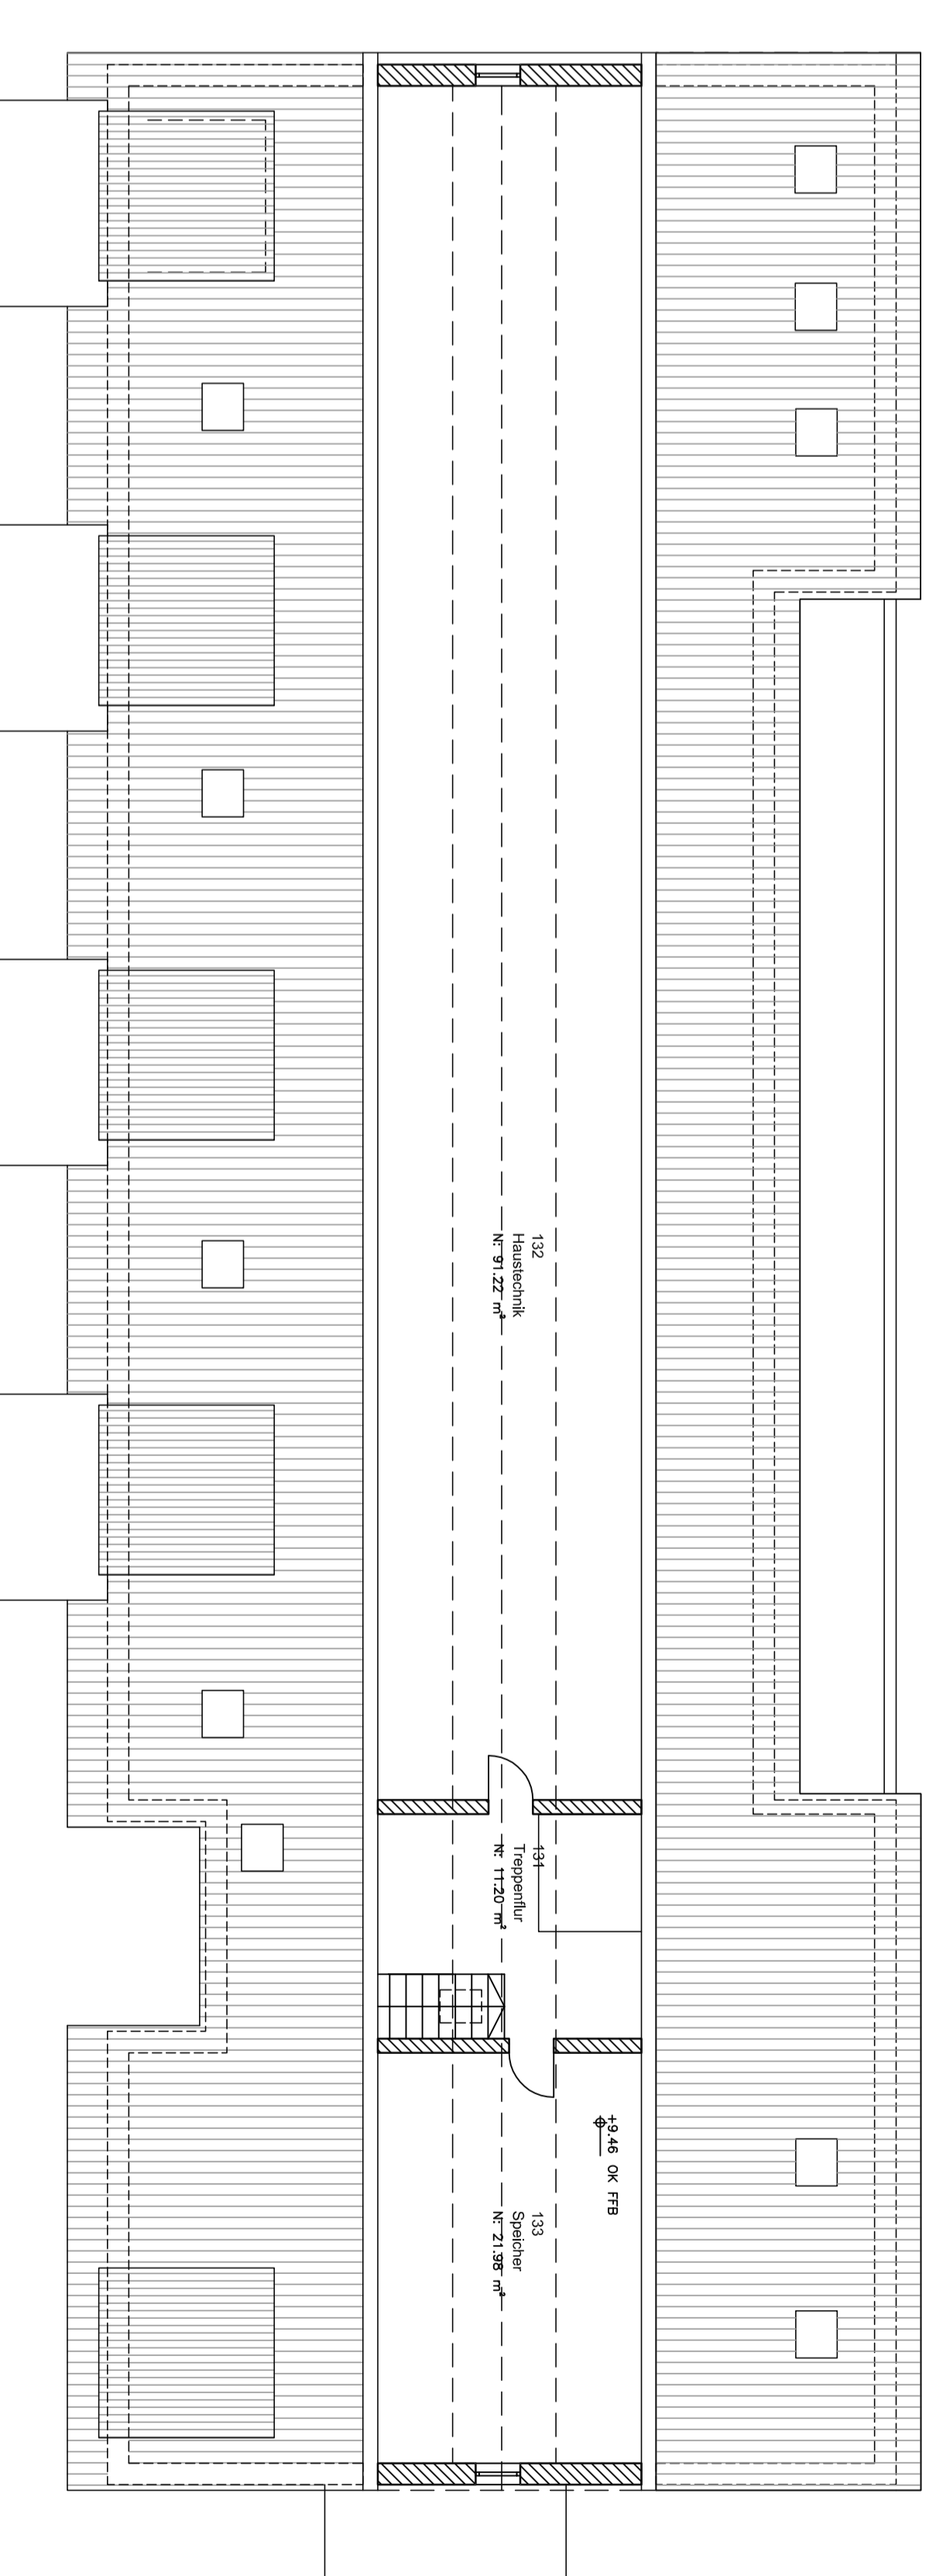 132
Haustechnik
N: 91.22 m²
131
Treppenflur
N: 11.20 m²
+9.46 OK FFB
133
Speicher
N: 21.98 m²